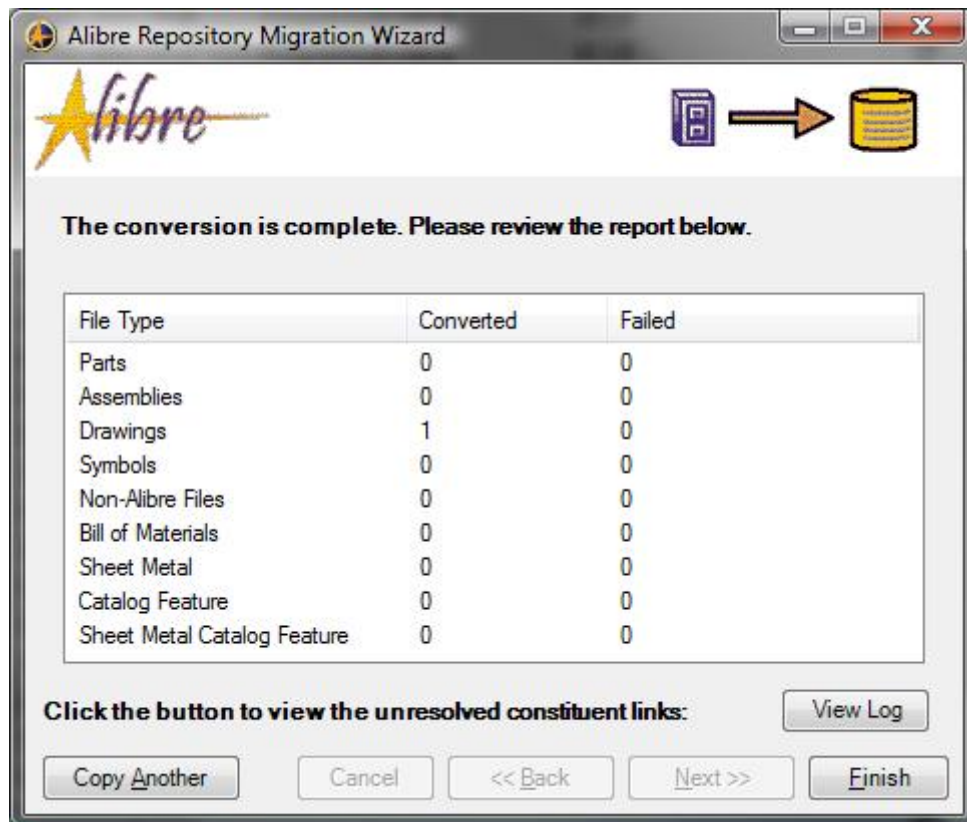 Alibre Repository Migration Wizard
Alibre
The conversion is complete. Please review the report below.
File Type Converted Failed
Parts 0 0
Assemblies 0 0
Drawings 1 0
Symbols 0 0
Non-Alibre Files 0 0
Bill of Materials 0 0
Sheet Metal 0 0
Catalog Feature 0 0
Sheet Metal Catalog Feature 0 0
Click the button to view the unresolved constituent links: View Log
Copy Another Cancel << Back Next >> Finish